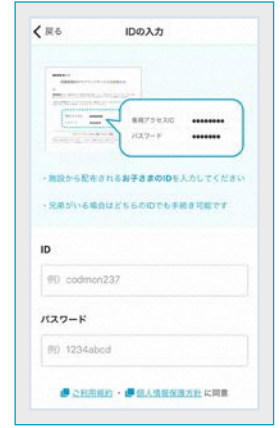 戻る
IDの入力
専用アクセスID ●●●●●●●●
パスワード ●●●●●●●
・施設から配布されるお子さまのIDを入力してください
・兄弟がいる場合はどちらのIDでも手続き可能です
ID
例）codmon237
パスワード
例）1234abcd
ご利用規約 ・ 個人情報保護方針 に同意